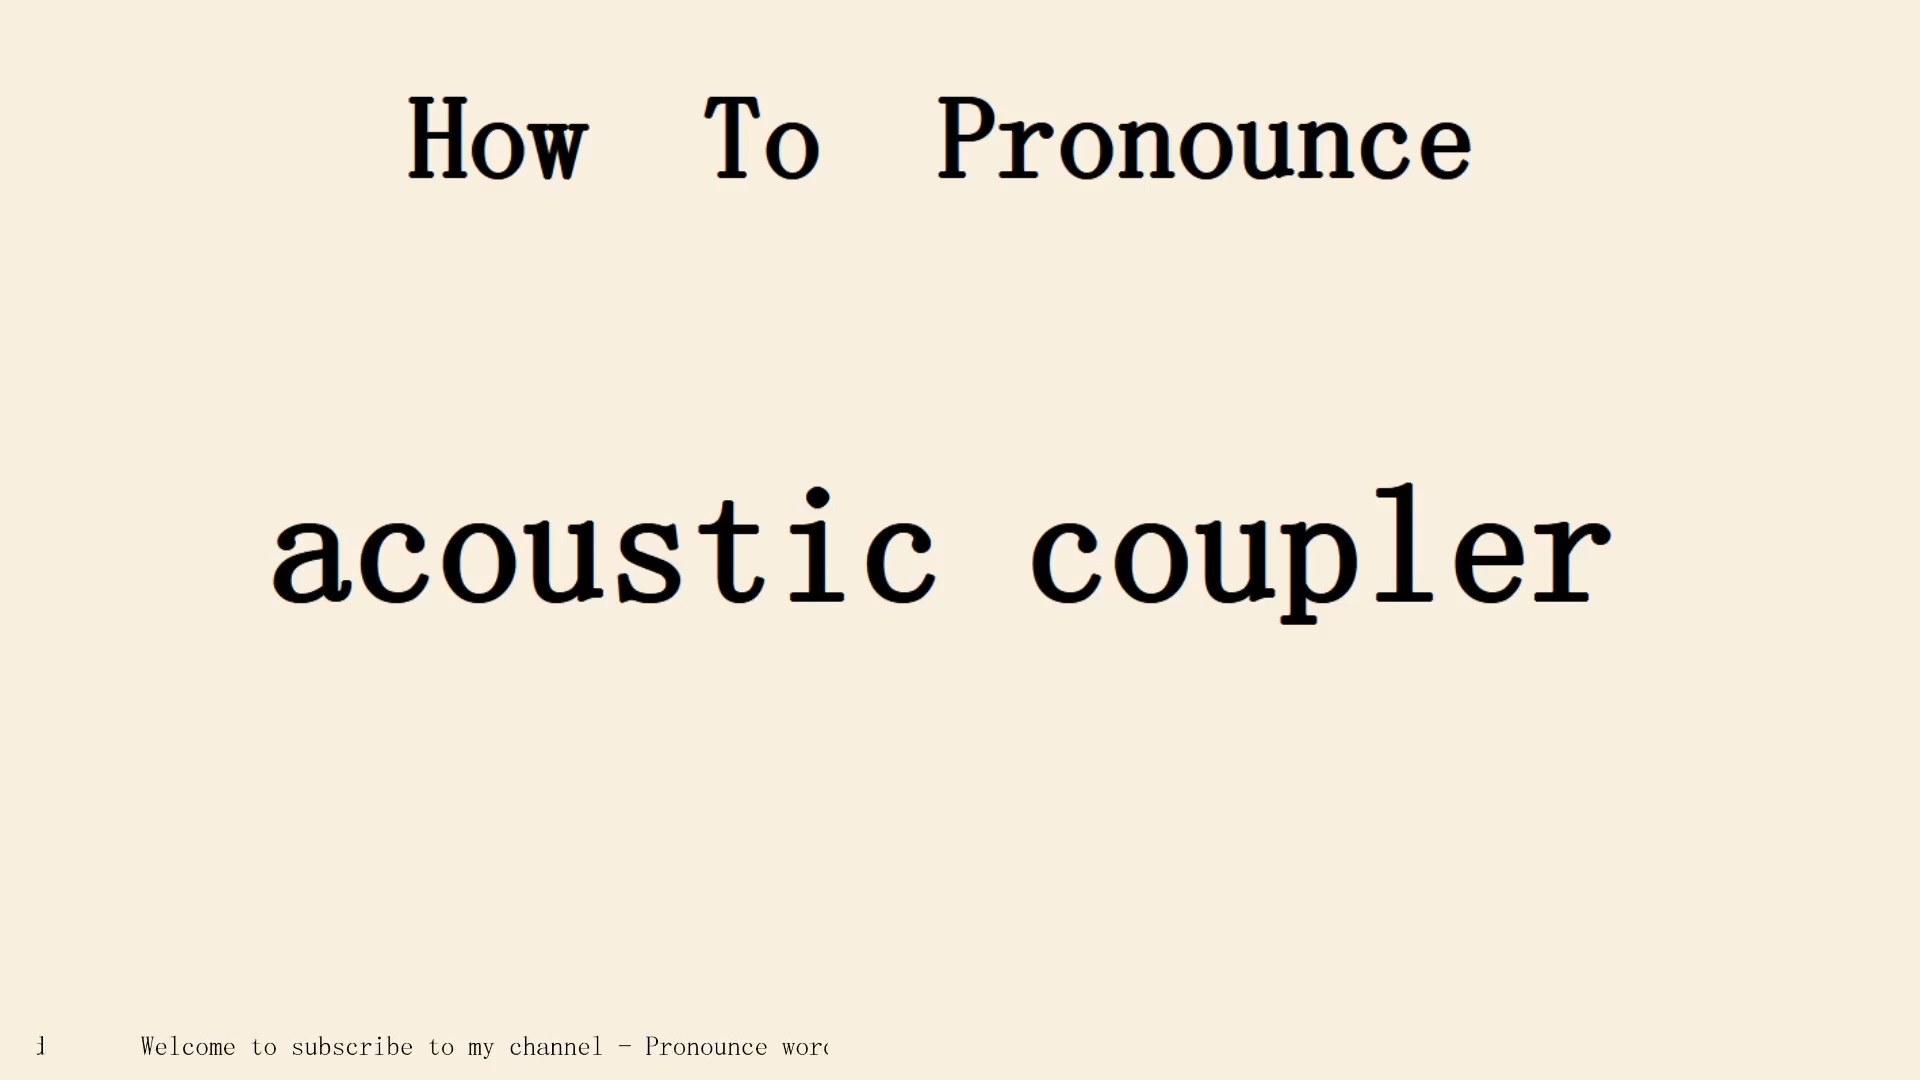 How To Pronounce
acoustic coupler
Welcome to subscribe to my channel - Pronounce